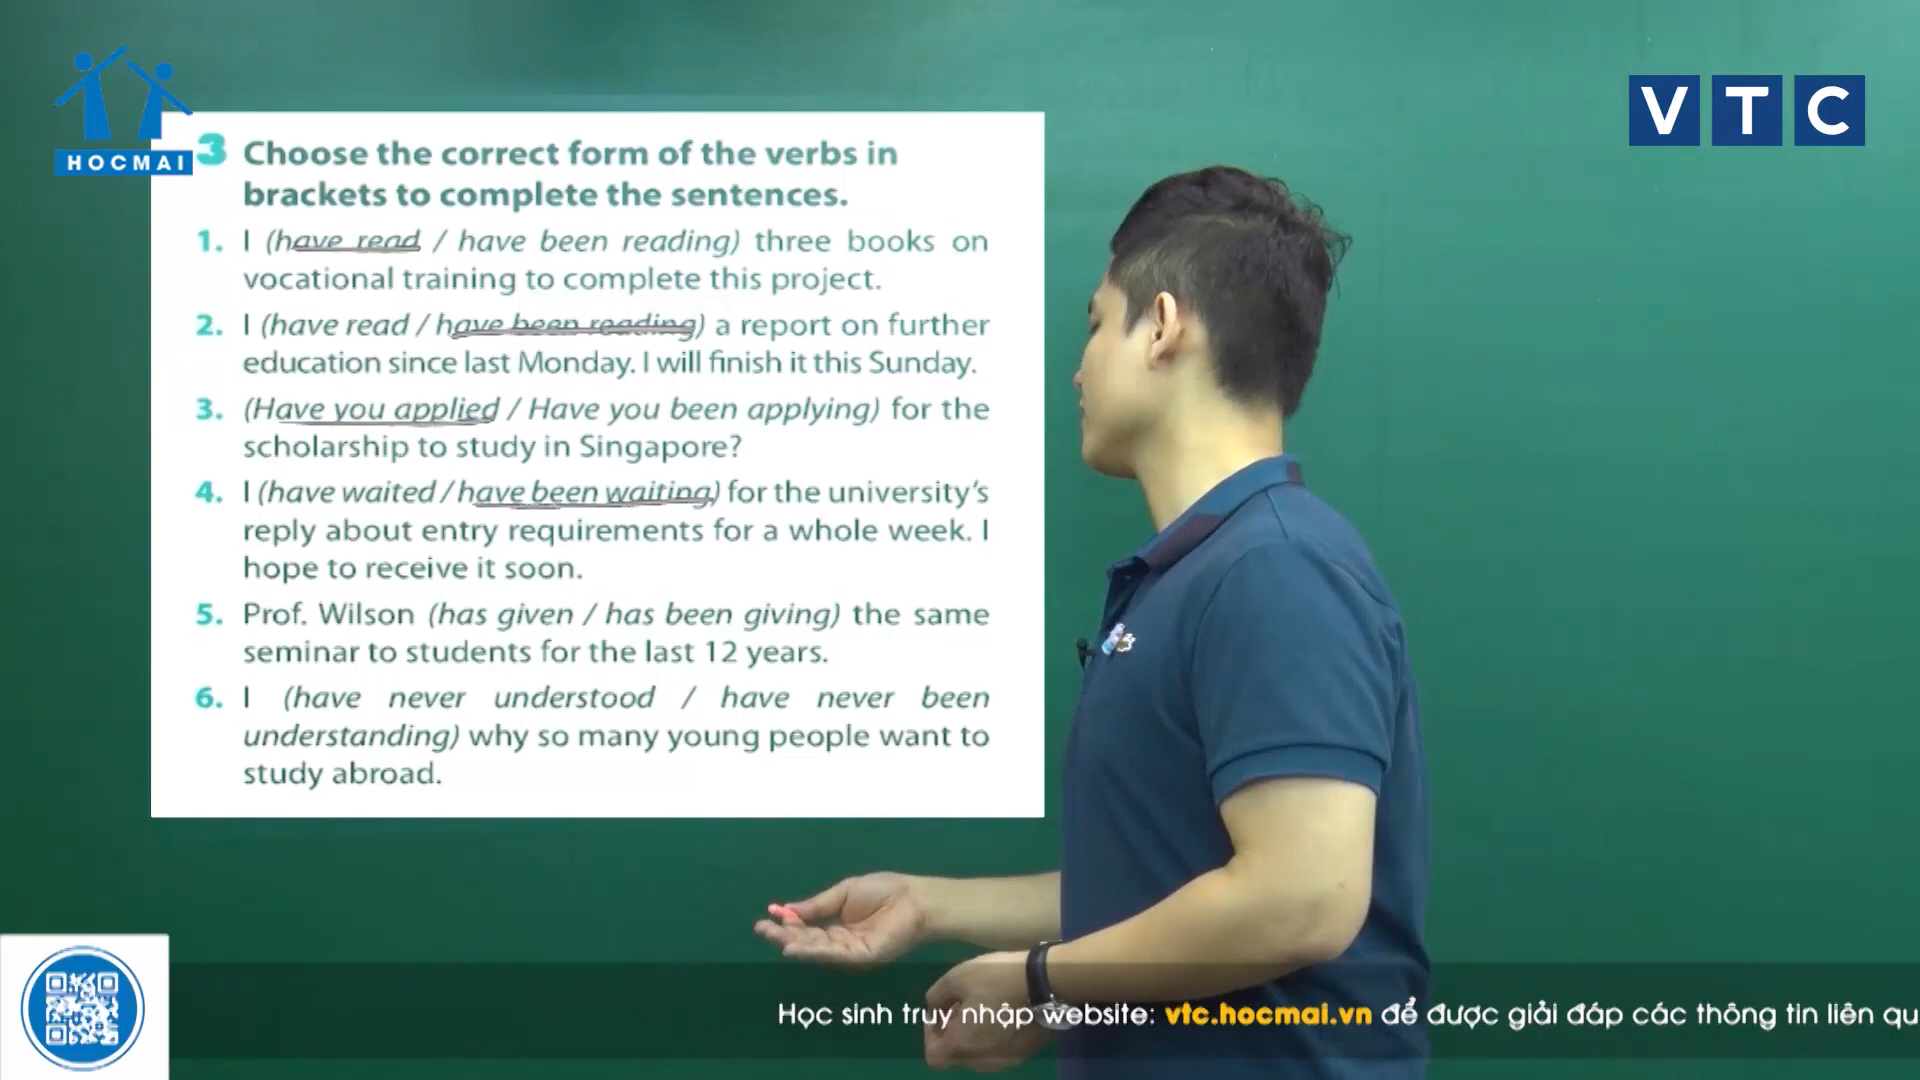 HOCMAI
VTC
3 Choose the correct form of the verbs in
brackets to complete the sentences.
1. I (have read / have been reading) three books on
vocational training to complete this project.
2. I (have read / have been reading) a report on further
education since last Monday. I will finish it this Sunday.
3. (Have you applied / Have you been applying) for the
scholarship to study in Singapore?
4. I (have waited / have been waiting) for the university's
reply about entry requirements for a whole week. I
hope to receive it soon.
5. Prof. Wilson (has given / has been giving) the same
seminar to students for the last 12 years.
6. I (have never understood / have never been
understanding) why so many young people want to
study abroad.
Học sinh truy nhập website: vtc.hocmai.vn để được giải đáp các thông tin liên qu